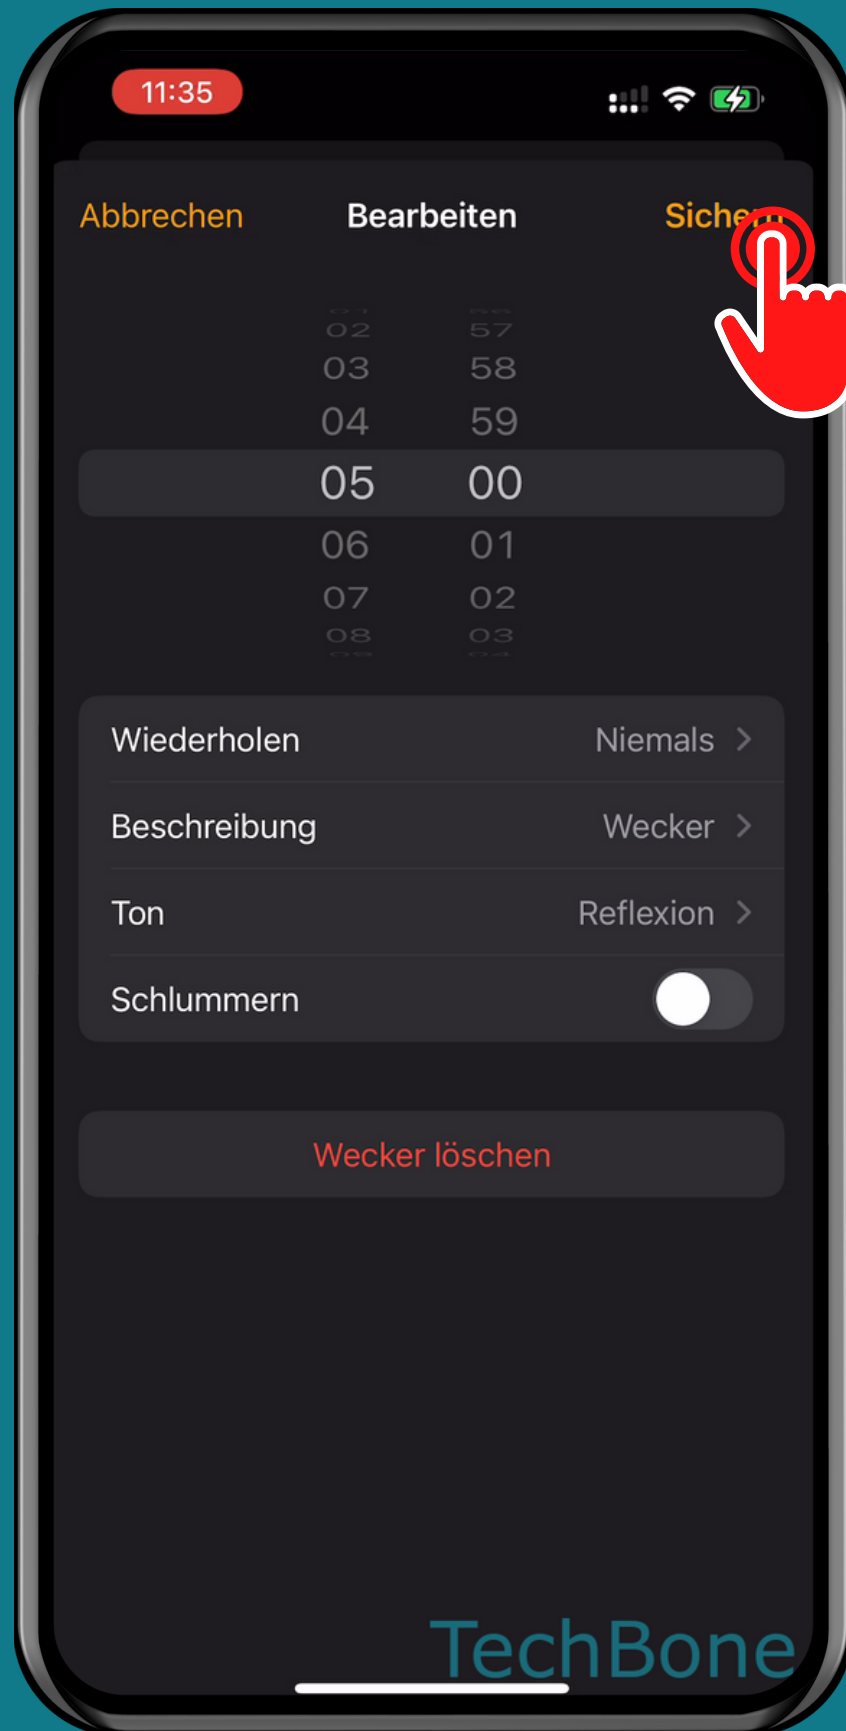 11:35
Abbrechen Bearbeiten Sichern
02 57
03 58
04 59
05 00
06 01
07 02
08 03
Wiederholen Niemals
Beschreibung Wecker
Ton Reflexion
Schlummern
Wecker löschen
TechBone